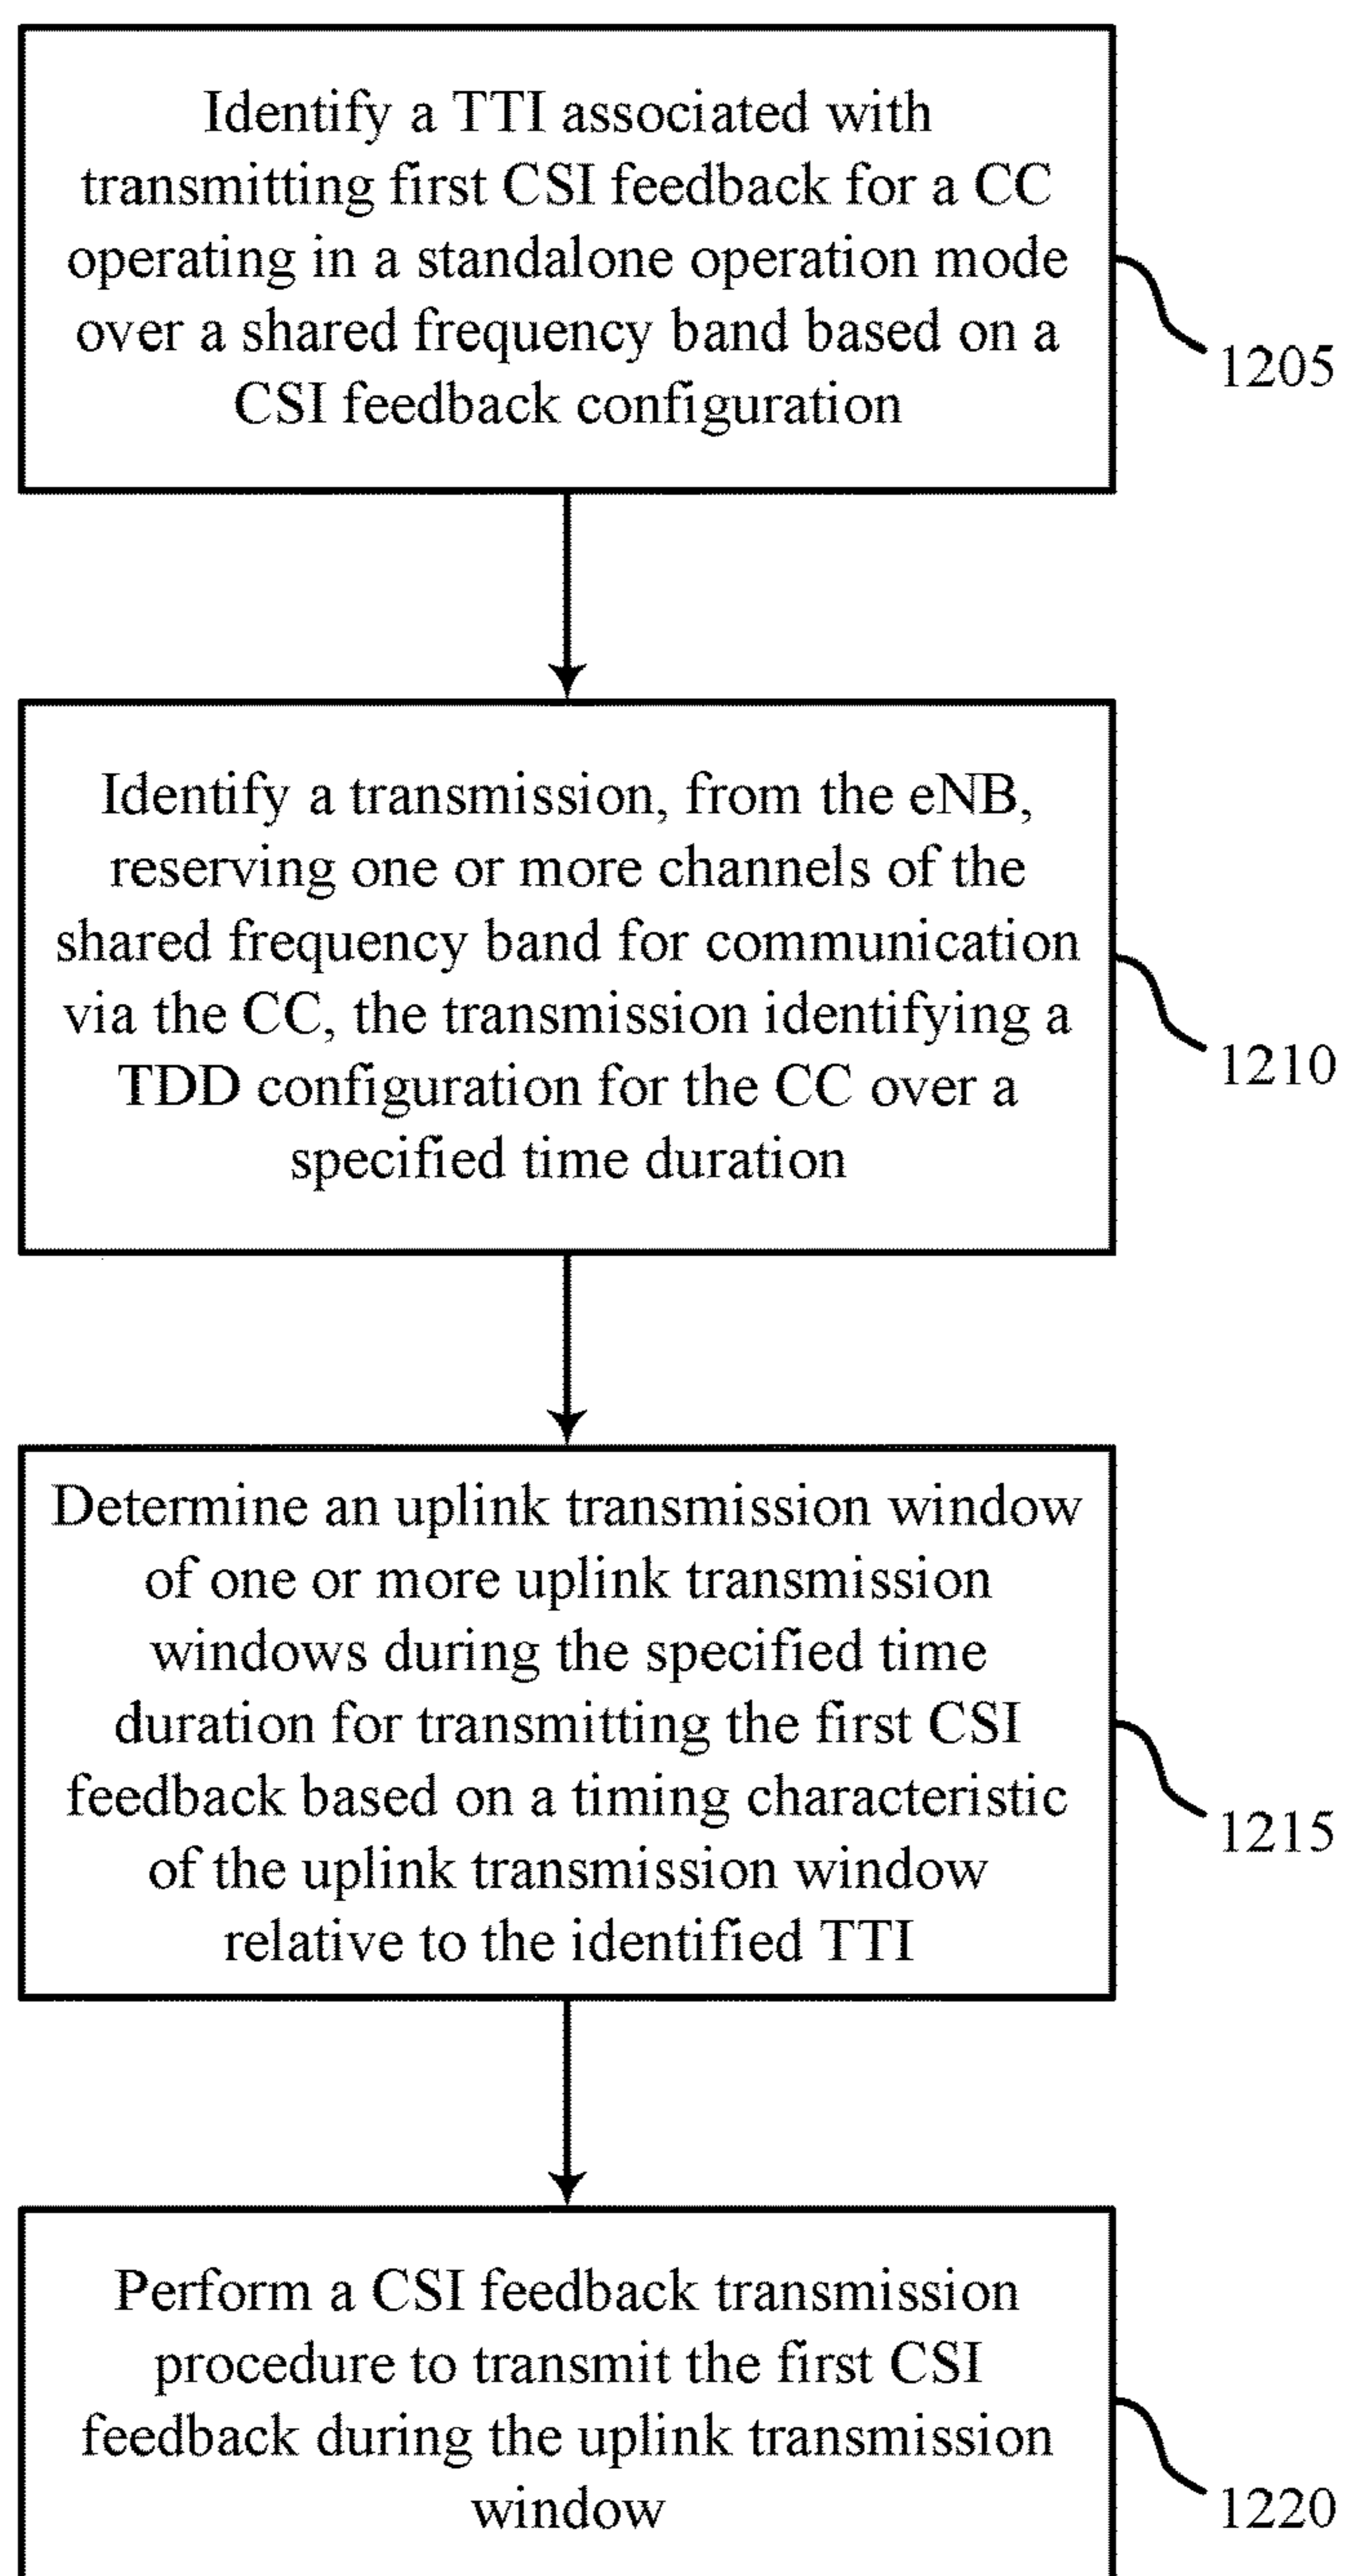 Identify a TTI associated with
transmitting first CSI feedback for a CC
operating in a standalone operation mode
over a shared frequency band based on a
CSI feedback configuration
1205
Identify a transmission, from the eNB,
reserving one or more channels of the
shared frequency band for communication
via the CC, the transmission identifying a
TDD configuration for the CC over a
specified time duration
1210
Determine an uplink transmission window
of one or more uplink transmission
windows during the specified time
duration for transmitting the first CSI
feedback based on a timing characteristic
of the uplink transmission window
relative to the identified TTI
1215
Perform a CSI feedback transmission
procedure to transmit the first CSI
feedback during the uplink transmission
window
1220